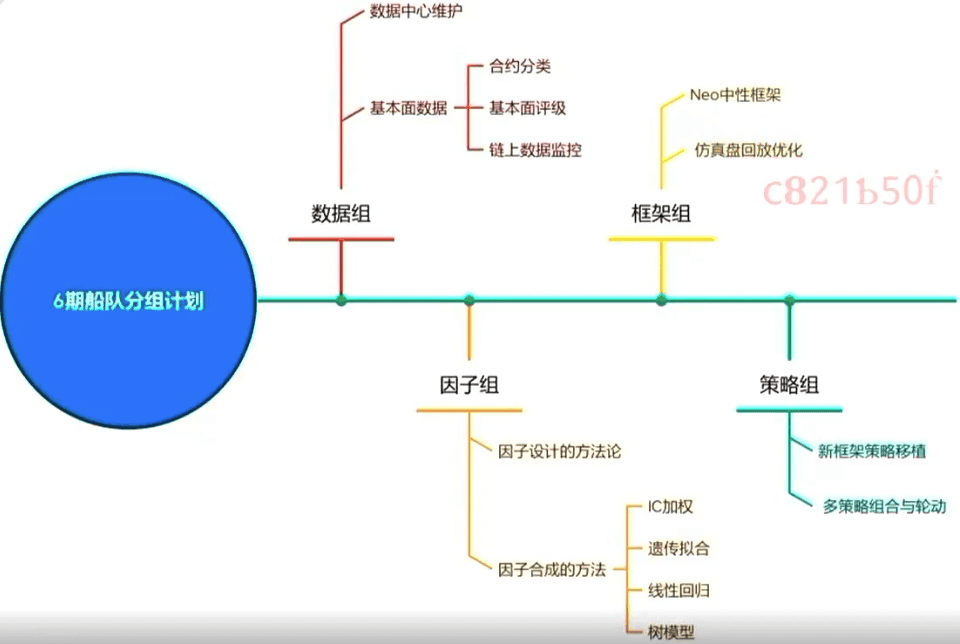 6期船队分组计划
数据组
数据中心维护
基本面数据
合约分类
基本面评级
链上数据监控
因子组
因子设计的方法论
因子合成的方法
IC加权
遗传拟合
线性回归
树模型
框架组
Neo中性框架
仿真盘回放优化
策略组
新框架策略移植
多策略组合与轮动